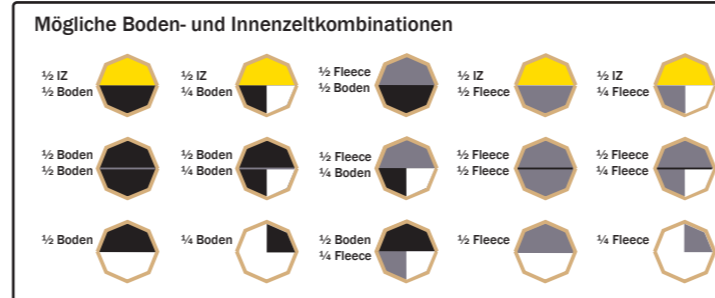 Mögliche Boden- und Innenzeltkombinationen
½ IZ
½ Boden
½ IZ
¼ Boden
½ Fleece
½ Boden
½ IZ
½ Fleece
½ IZ
¼ Fleece
½ Boden
½ Boden
½ Boden
¼ Boden
½ Fleece
¼ Boden
½ Fleece
½ Fleece
½ Fleece
¼ Fleece
½ Boden
¼ Boden
½ Boden
¼ Fleece
½ Fleece
¼ Fleece